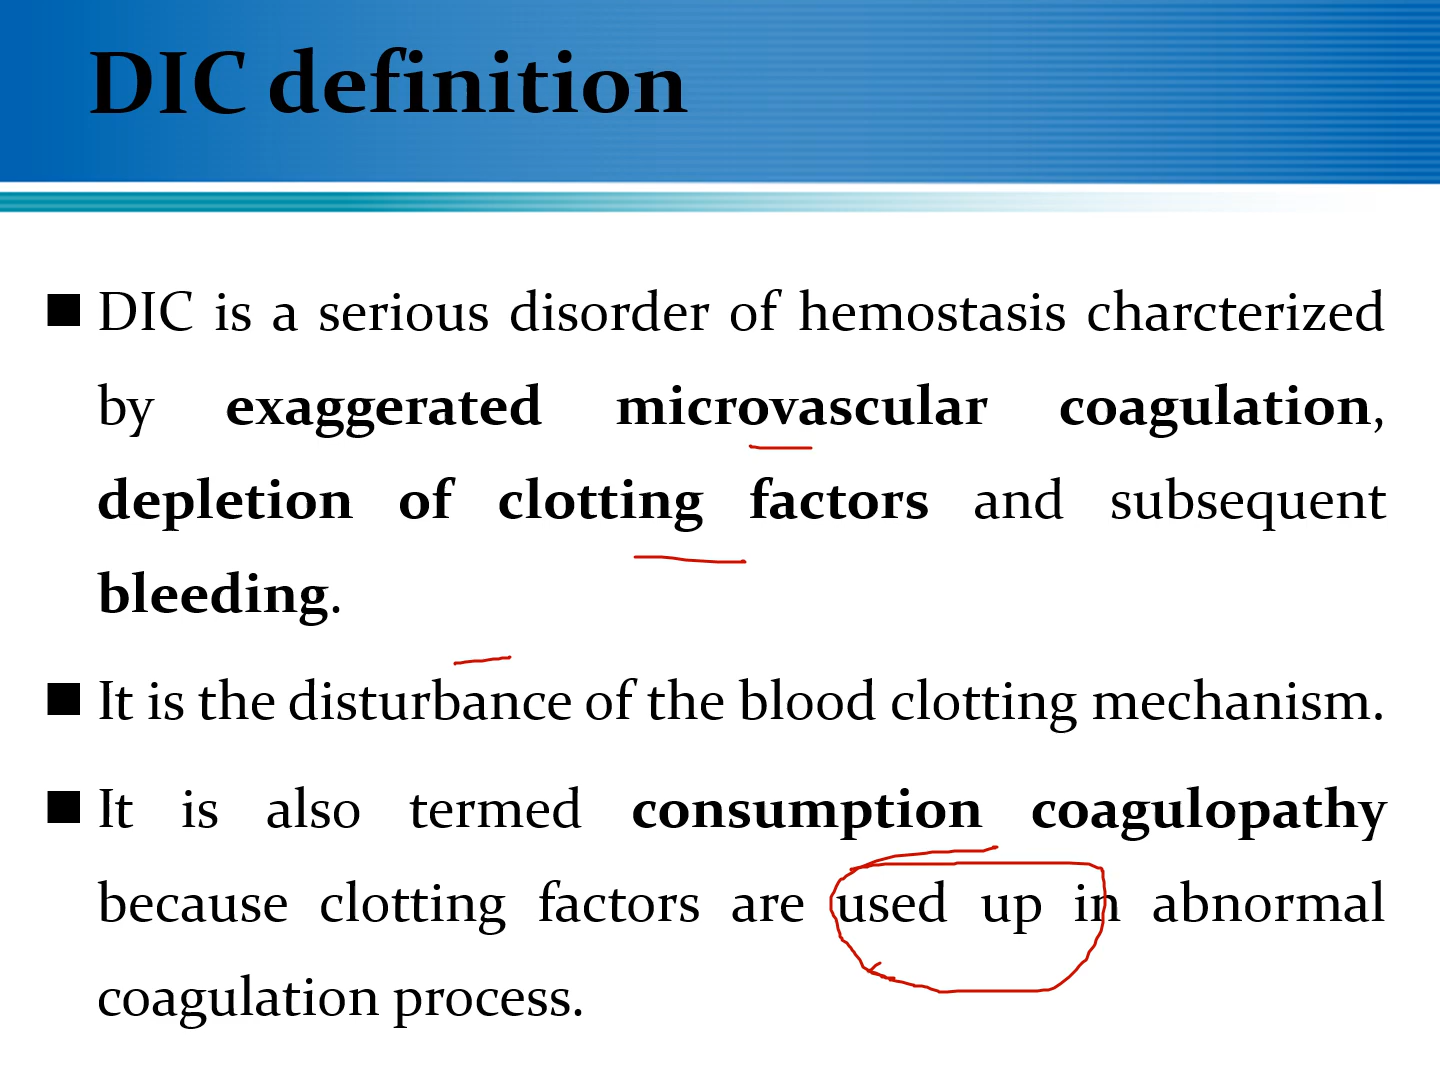 DIC definition
DIC is a serious disorder of hemostasis charcterized
by exaggerated microvascular coagulation,
depletion of clotting factors and subsequent
bleeding.
It is the disturbance of the blood clotting mechanism.
It is also termed consumption coagulopathy
because clotting factors are used up in abnormal
coagulation process.